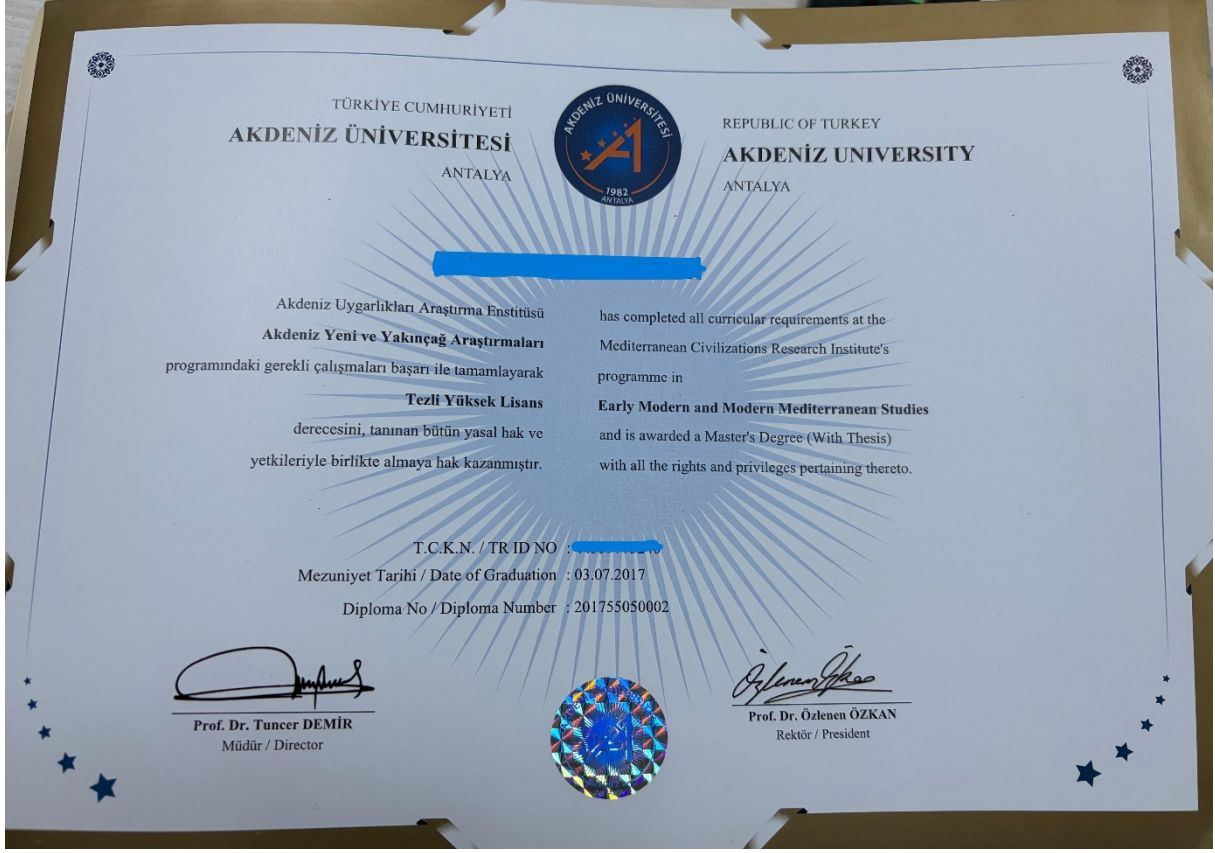 TÜRKİYE CUMHURİYETİ
AKDENİZ ÜNİVERSİTESİ
ANTALYA
AKDENİZ ÜNİVERSİTESİ
1982
ANTALYA
REPUBLIC OF TURKEY
AKDENİZ UNIVERSITY
ANTALYA
Akdeniz Uygarlıkları Araştırma Enstitüsü
Akdeniz Yeni ve Yakınçağ Araştırmaları
programındaki gerekli çalışmaları başarı ile tamamlayarak
Tezli Yüksek Lisans
derecesini, tanınan bütün yasal hak ve
yetkileriyle birlikte almaya hak kazanmıştır.
has completed all curricular requirements at the
Mediterranean Civilizations Research Institute's
programme in
Early Modern and Modern Mediterranean Studies
and is awarded a Master's Degree (With Thesis)
with all the rights and privileges pertaining thereto.
T.C.K.N. / TR ID NO :
Mezuniyet Tarihi / Date of Graduation : 03.07.2017
Diploma No / Diploma Number : 201755050002
Prof. Dr. Tuncer DEMİR
Müdür / Director
Özlenen Özkan
Prof. Dr. Özlenen ÖZKAN
Rektör / President